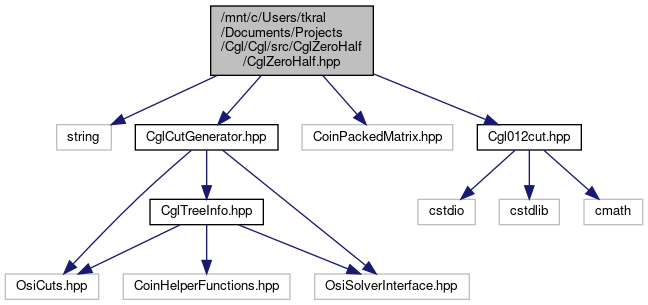 /mnt/c/Users/tkral
/Documents/Projects
/Cgl/Cgl/src/CglZeroHalf
/CglZeroHalf.hpp
string
CglCutGenerator.hpp
CoinPackedMatrix.hpp
Cgl012cut.hpp
CglTreeInfo.hpp
cstdio
cstdlib
cmath
OsiCuts.hpp
CoinHelperFunctions.hpp
OsiSolverInterface.hpp